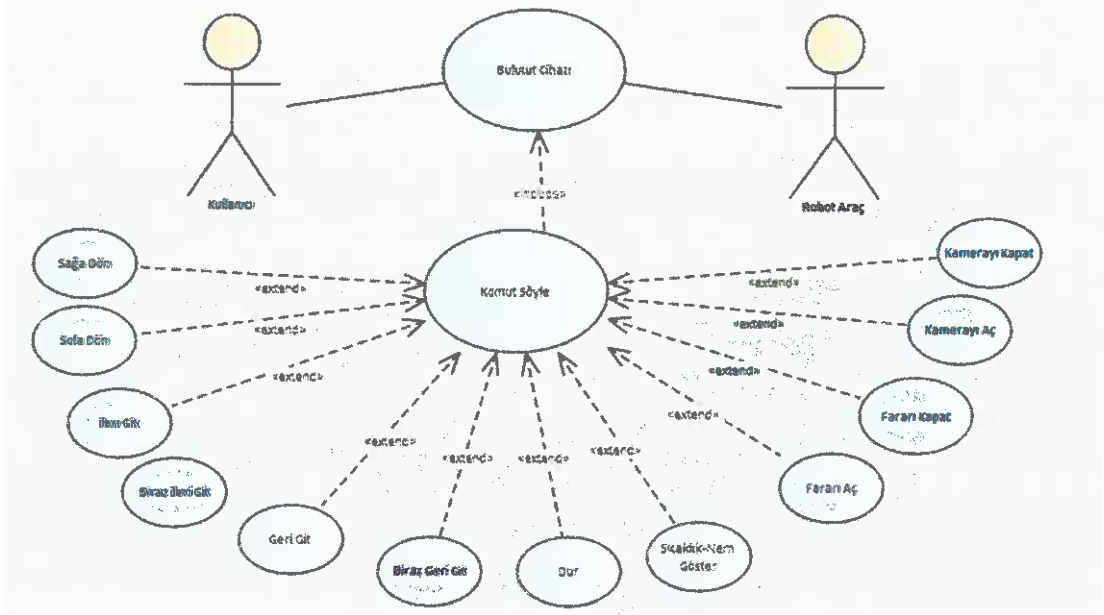 Bulut Cihazı
Kullanıcı
Robot Araç
Sağa Dön
«extend»
Komut Söyle
Kamerayı Kapat
«extend»
Sola Dön
«extend»
Kamerayı Aç
«extend»
İleri Git
«extend»
Farları Kapat
«extend»
Biraz İleri Git
«extend»
«extend»
«extend»
«extend»
«extend»
Farları Aç
Geri Git
Biraz Geri Git
Dur
Sıcaklık-Nem
Göster